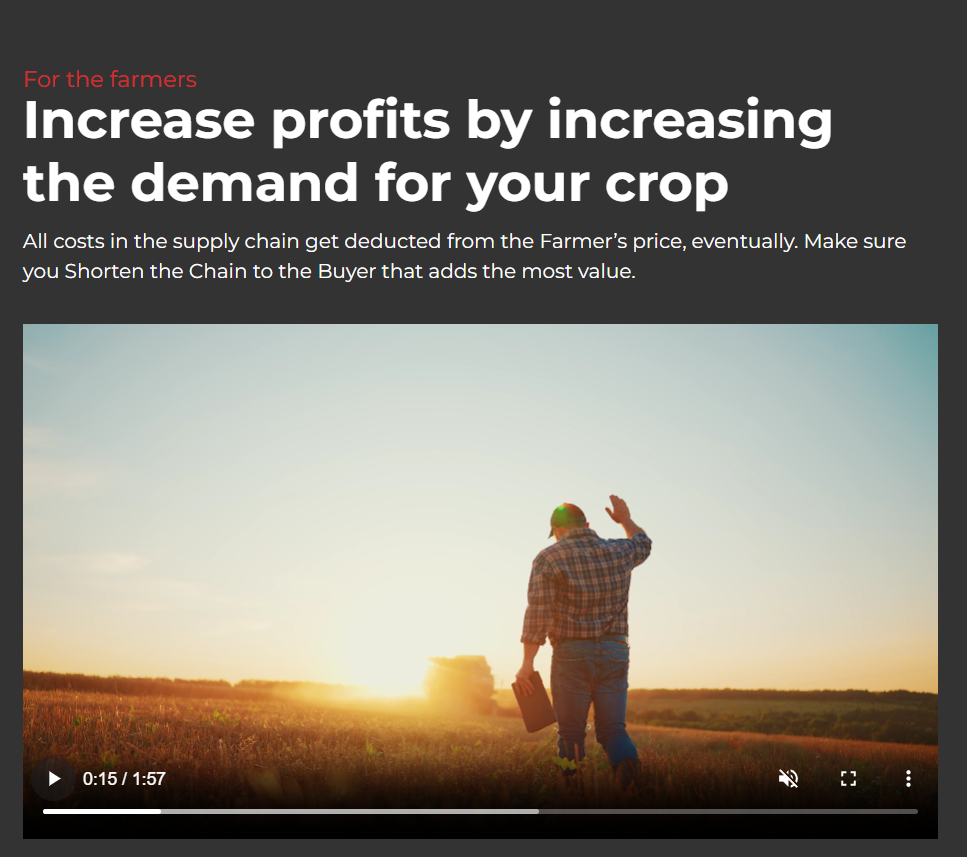 For the farmers
Increase profits by increasing
the demand for your crop
All costs in the supply chain get deducted from the Farmer’s price, eventually. Make sure
you Shorten the Chain to the Buyer that adds the most value.
0:15 / 1:57